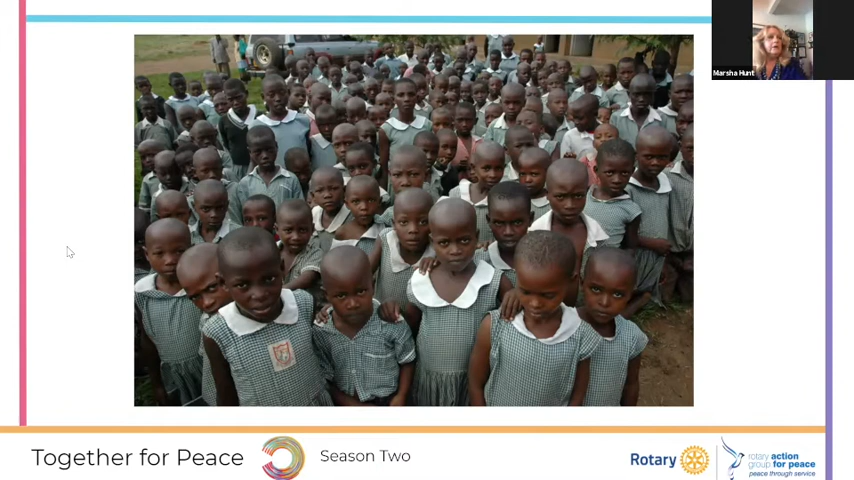 Marsha Hunt
Together for Peace
Season Two
Rotary
rotary action
group for peace
peace through service